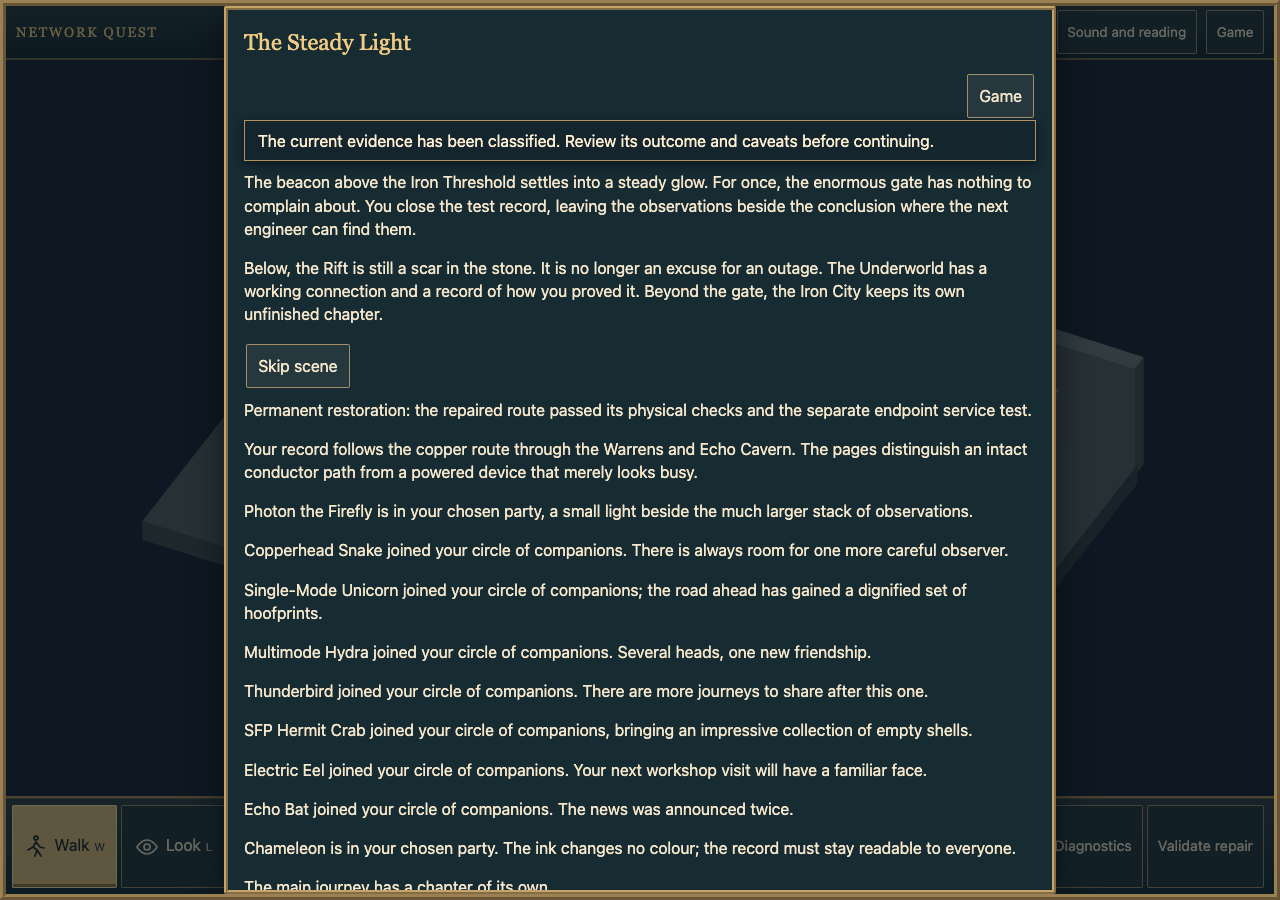 NETWORK QUEST
Sound and reading
Game
The Steady Light
Game
The current evidence has been classified. Review its outcome and caveats before continuing.
The beacon above the Iron Threshold settles into a steady glow. For once, the enormous gate has nothing to
complain about. You close the test record, leaving the observations beside the conclusion where the next
engineer can find them.
Below, the Rift is still a scar in the stone. It is no longer an excuse for an outage. The Underworld has a
working connection and a record of how you proved it. Beyond the gate, the Iron City keeps its own
unfinished chapter.
Skip scene
Permanent restoration: the repaired route passed its physical checks and the separate endpoint service test.
Your record follows the copper route through the Warrens and Echo Cavern. The pages distinguish an intact
conductor path from a powered device that merely looks busy.
Photon the Firefly is in your chosen party, a small light beside the much larger stack of observations.
Copperhead Snake joined your circle of companions. There is always room for one more careful observer.
Single-Mode Unicorn joined your circle of companions; the road ahead has gained a dignified set of
hoofprints.
Multimode Hydra joined your circle of companions. Several heads, one new friendship.
Thunderbird joined your circle of companions. There are more journeys to share after this one.
SFP Hermit Crab joined your circle of companions, bringing an impressive collection of empty shells.
Electric Eel joined your circle of companions. Your next workshop visit will have a familiar face.
Echo Bat joined your circle of companions. The news was announced twice.
Chameleon is in your chosen party. The ink changes no colour; the record must stay readable to everyone.
The main journey has a chapter of its own
Walk W
Look L
Diagnostics
Validate repair